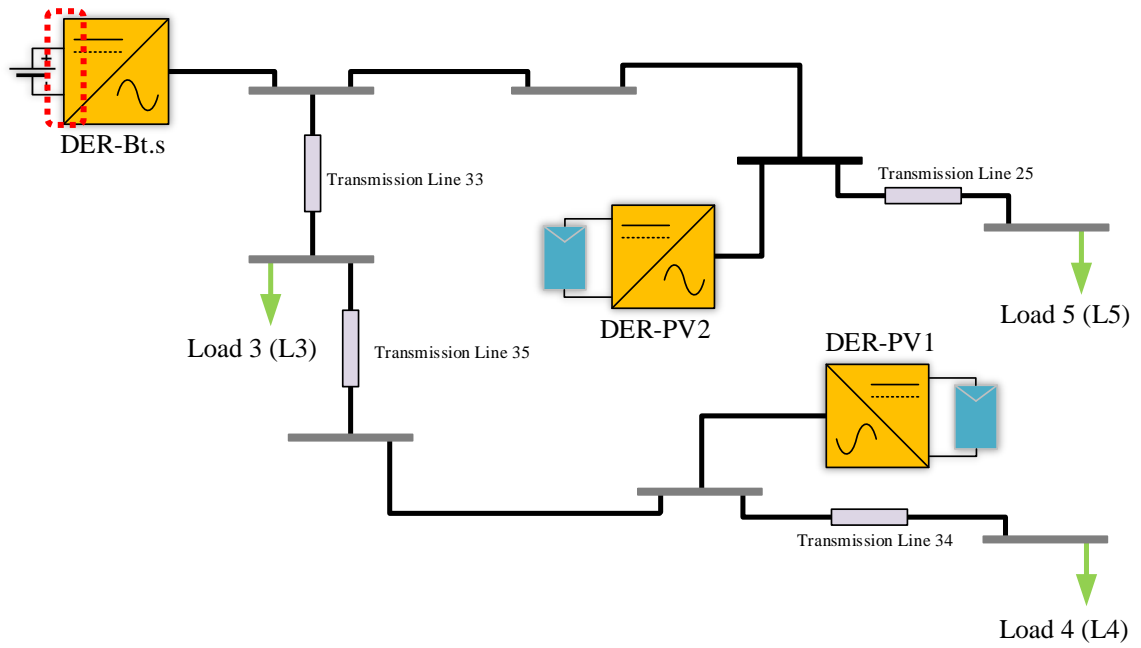 DER-Bt.s
Transmission Line 33
Transmission Line 25
Load 5 (L5)
DER-PV2
DER-PV1
Load 3 (L3)
Transmission Line 35
Transmission Line 34
Load 4 (L4)